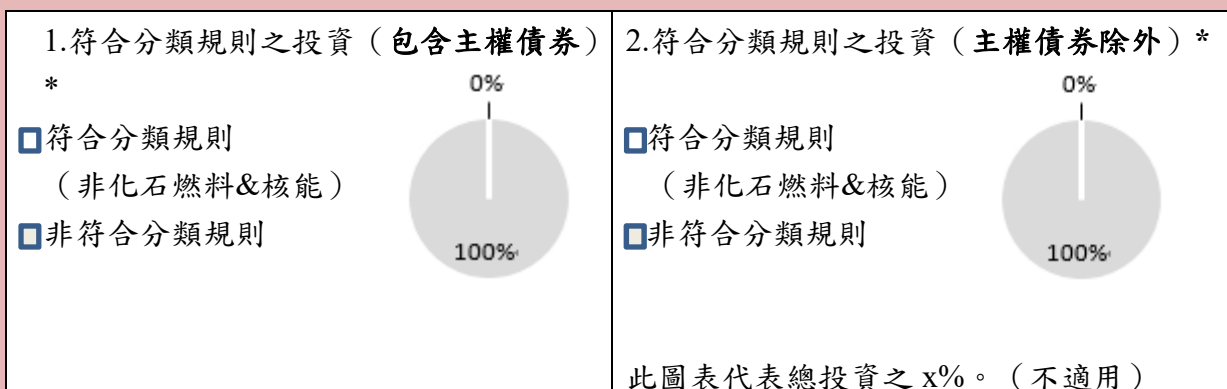 1.符合分類規則之投資（包含主權債券）
*
0%
符合分類規則
（非化石燃料&核能）
非符合分類規則
100%
2.符合分類規則之投資（主權債券除外）*
0%
符合分類規則
（非化石燃料&核能）
非符合分類規則
100%
此圖表代表總投資之 x%。（不適用）